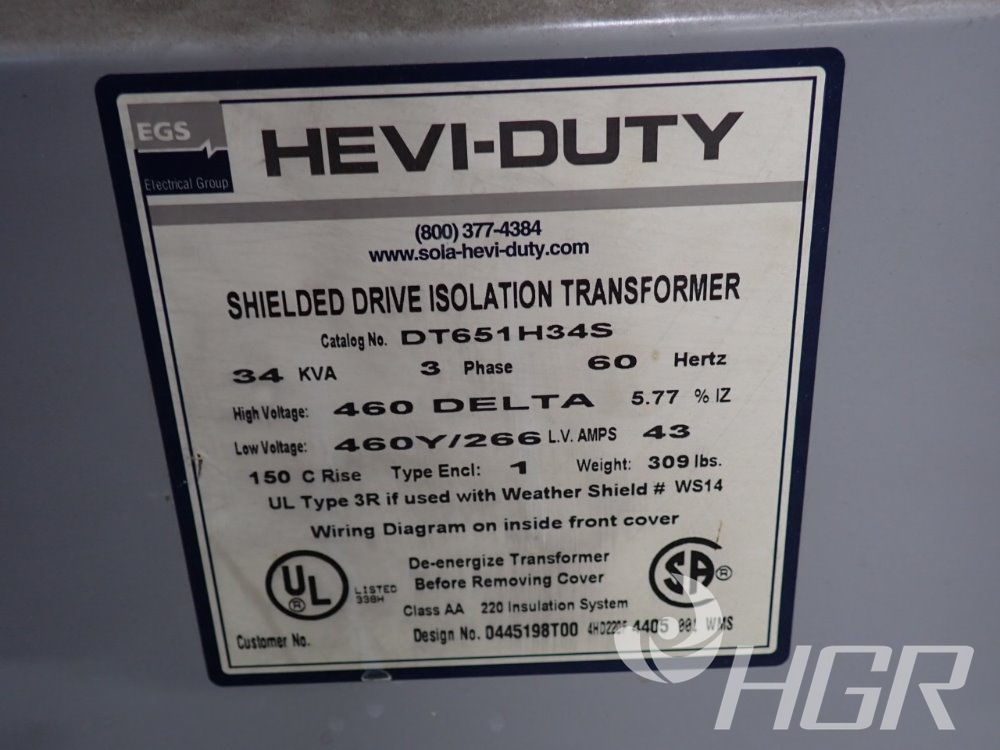 EGS
Electrical Group
HEVI-DUTY
(800) 377-4384
www.sola-hevi-duty.com
SHIELDED DRIVE ISOLATION TRANSFORMER
Catalog No. DT651H34S
34 KVA 3 Phase 60 Hertz
High Voltage: 460 DELTA 5.77 % IZ
Low Voltage: 460Y/266 L.V. AMPS 43
150 C Rise Type Encl: 1 Weight: 309 lbs.
UL Type 3R if used with Weather Shield # WS14
Wiring Diagram on inside front cover
UL ®
LISTED
De-energize Transformer
Before Removing Cover
SA ®
Class AA 220 Insulation System
Customer No.
Design No. 0445198T00 4405 001 WMS
HGR